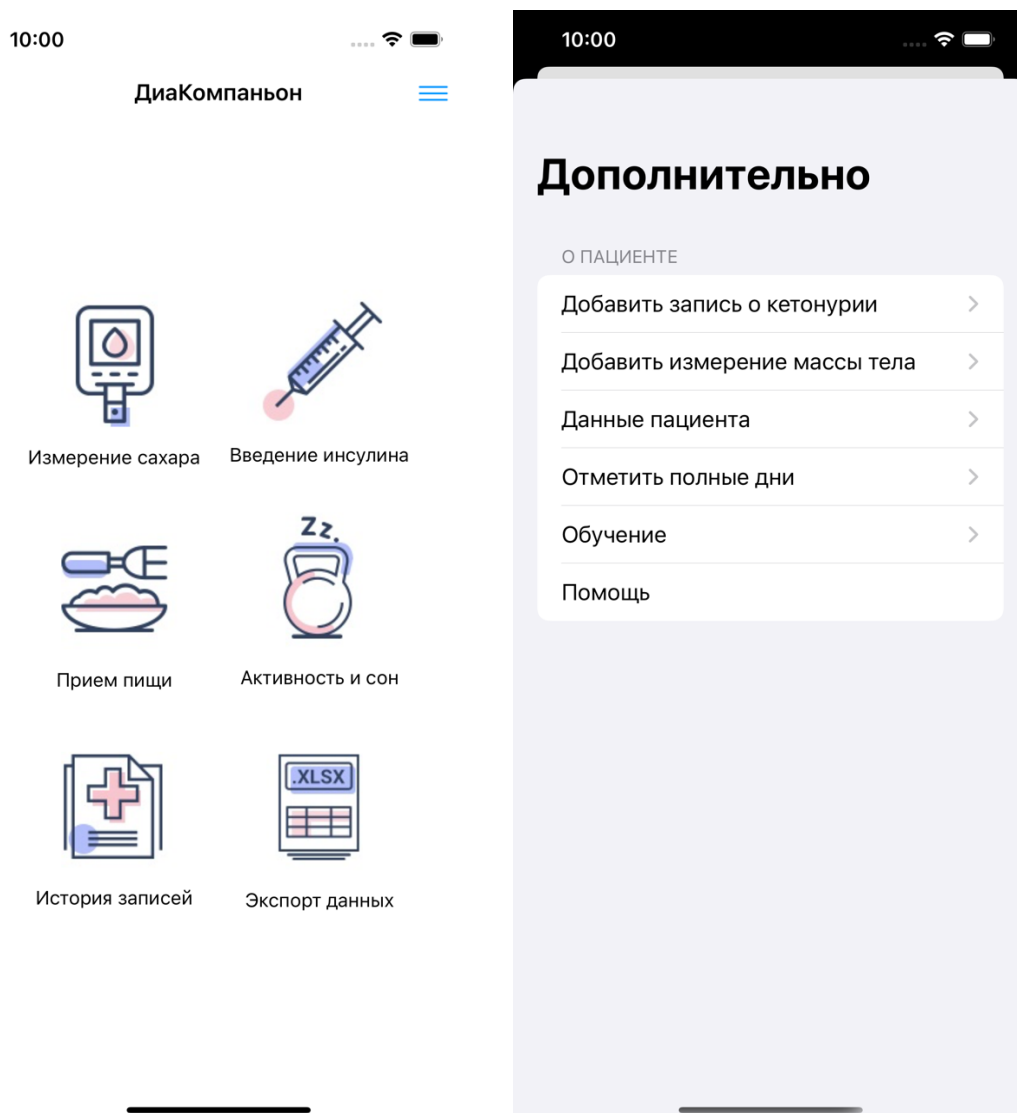 10:00
ДиаКомпаньон
Измерение сахара
Введение инсулина
Zz.
Прием пищи
Активность и сон
.XLSX
История записей
Экспорт данных
10:00
Дополнительно
О ПАЦИЕНТЕ
Добавить запись о кетонурии
Добавить измерение массы тела
Данные пациента
Отметить полные дни
Обучение
Помощь